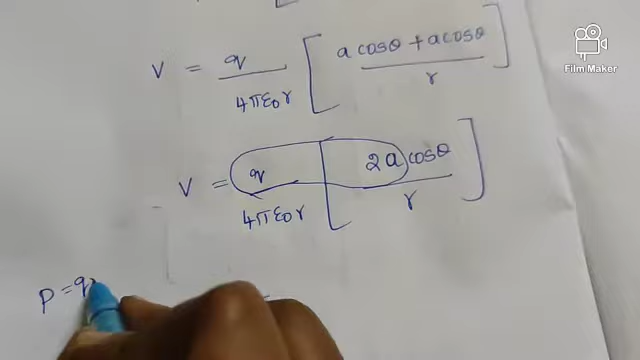 V = q / 4πε₀r [ a cosθ + a cosθ / r ]
Film Maker
V = q / 4πε₀r [ 2a cosθ / r ]
P = q